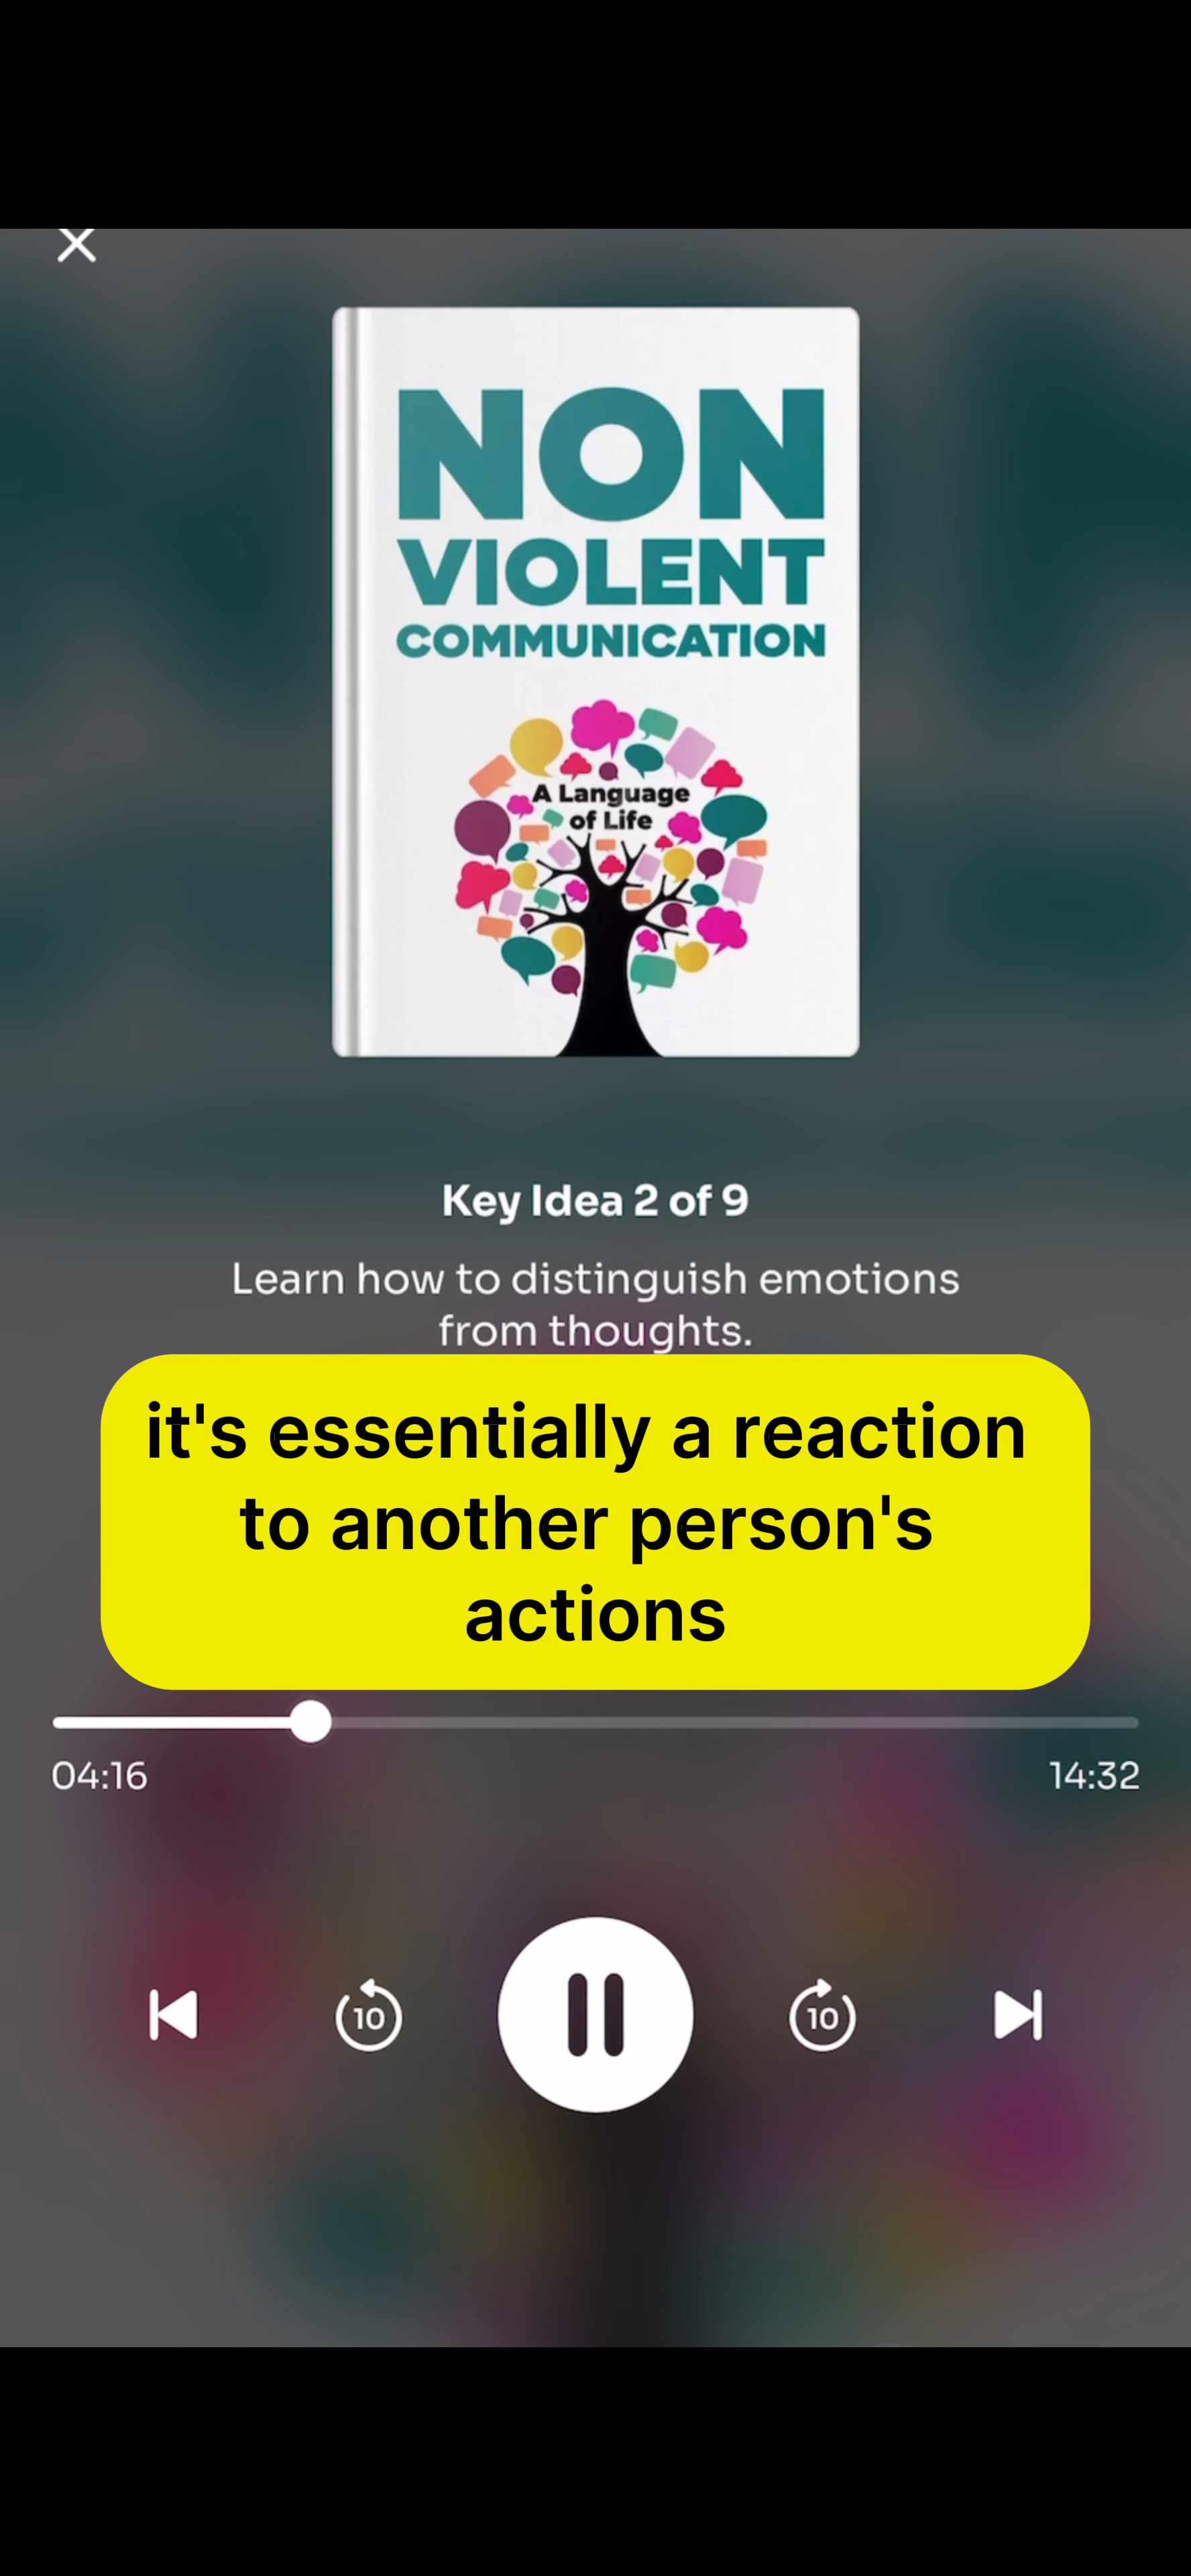 NON
VIOLENT
COMMUNICATION
A Language
of Life
Key Idea 2 of 9
Learn how to distinguish emotions
from thoughts.
it's essentially a reaction
to another person's
actions
04:16
14:32
10
10